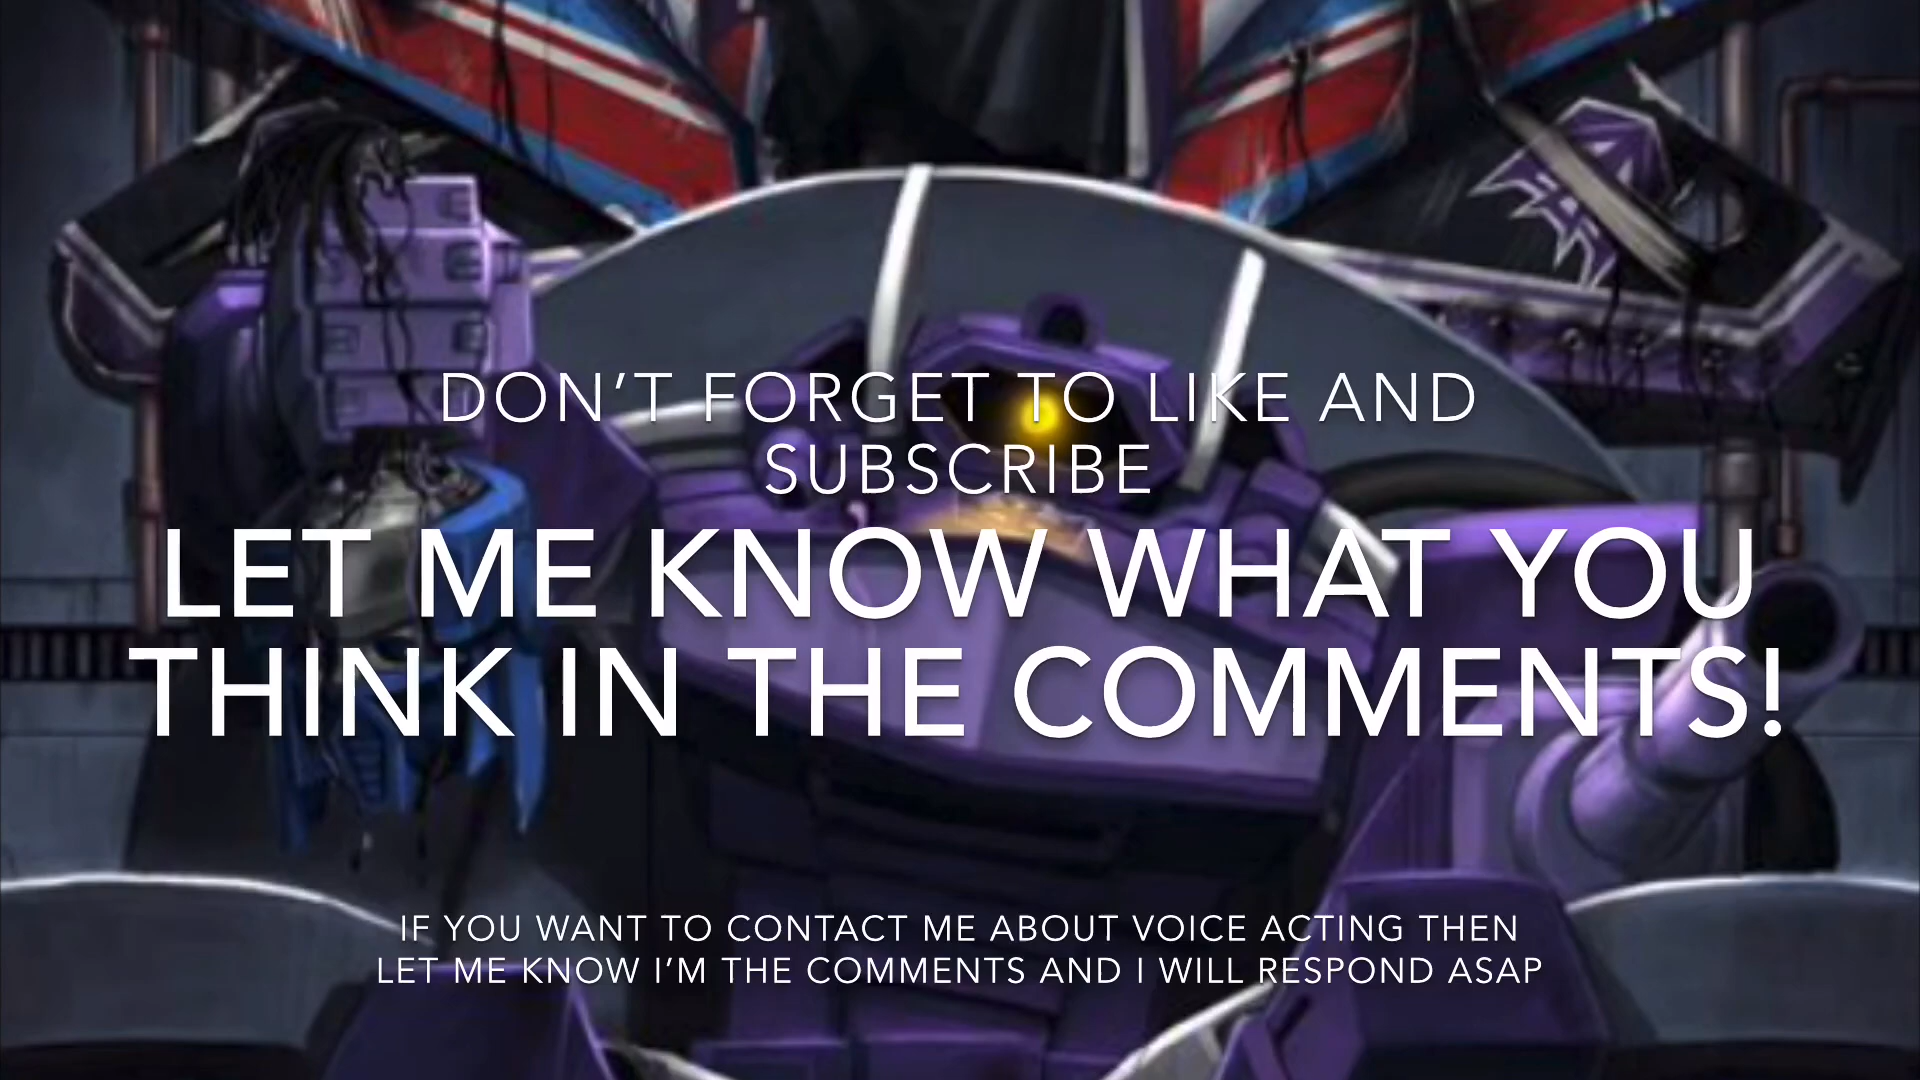 DON’T FORGET TO LIKE AND
SUBSCRIBE
LET ME KNOW WHAT YOU
THINK IN THE COMMENTS!
IF YOU WANT TO CONTACT ME ABOUT VOICE ACTING THEN
LET ME KNOW I’M THE COMMENTS AND I WILL RESPOND ASAP